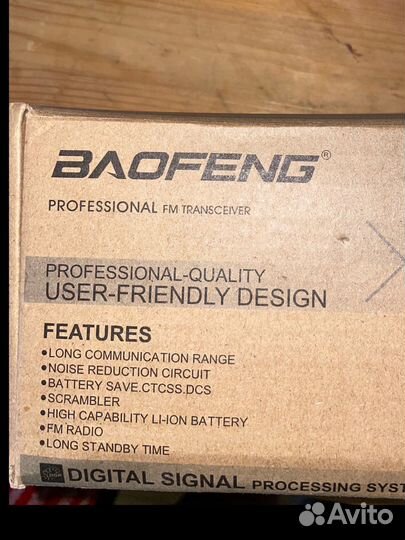 BAOFENG®
PROFESSIONAL FM TRANSCEIVER
PROFESSIONAL-QUALITY
USER-FRIENDLY DESIGN
FEATURES
•LONG COMMUNICATION RANGE
•NOISE REDUCTION CIRCUIT
•BATTERY SAVE.CTCSS.DCS
•SCRAMBLER
•HIGH CAPABILITY LI-ION BATTERY
•FM RADIO
•LONG STANDBY TIME
DIGITAL SIGNAL PROCESSING SYST
Avito